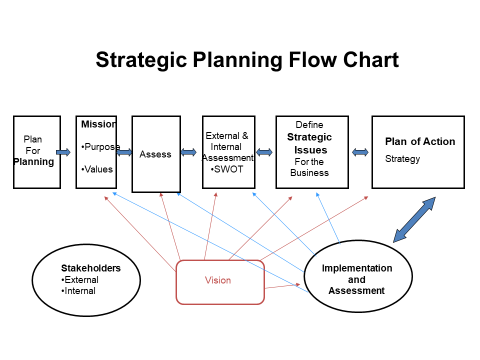 Strategic Planning Flow Chart
Plan
For
Planning
Mission
•Purpose
•Values
Assess
External &
Internal
Assessment
•SWOT
Define
Strategic
Issues
For the
Business
Plan of Action
Strategy
Stakeholders
•External
•Internal
Vision
Implementation
and
Assessment